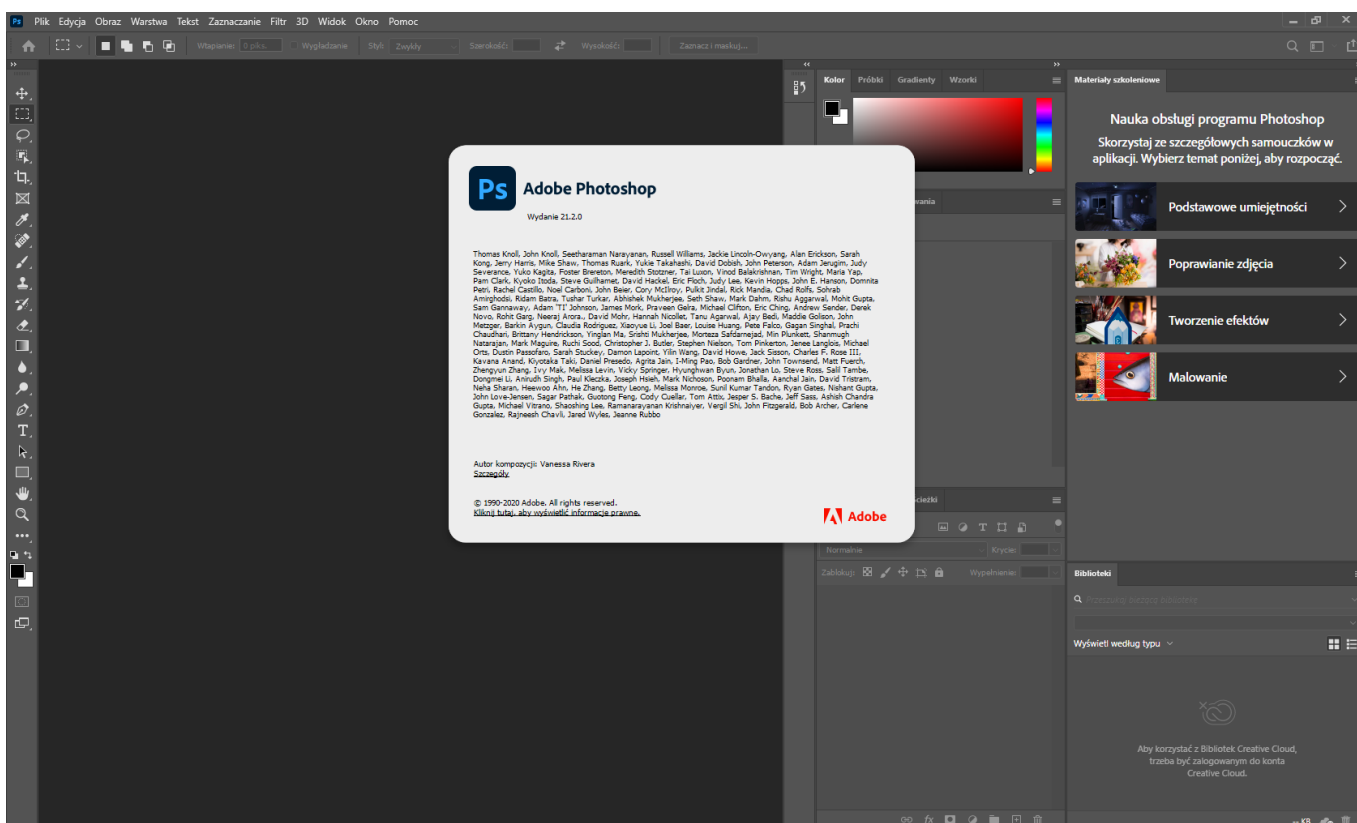 Ps Plik Edycja Obraz Warstwa Tekst Zaznaczanie Filtr 3D Widok Okno Pomoc
Wtapianie: 0 piks. Wygładzanie Styl: Zwykły Szerokość: Wysokość: Zaznacz i maskuj...
Kolor Próbki Gradienty Wzorki
Materiały szkoleniowe
Nauka obsługi programu Photoshop
Skorzystaj ze szczegółowych samouczków w
aplikacji. Wybierz temat poniżej, aby rozpocząć.
Podstawowe umiejętności
Poprawianie zdjęcia
Tworzenie efektów
Malowanie
Ps Adobe Photoshop
Wydanie 21.2.0
Thomas Knoll, John Knoll, Seetharaman Narayanan, Russell Williams, Jackie Lincoln-Owyang, Alan Erickson, Sarah
Kong, Jerry Harris, Mike Shaw, Thomas Ruark, Yukie Takahashi, David Dobish, John Peterson, Adam Jerugim, Judy
Severance, Yuko Kagita, Foster Brereton, Meredith Stotzner, Tai Luxon, Vinod Balakrishnan, Tim Wright, Maria Yap,
Pam Clark, Kyoko Itoda, Steve Guilhamet, David Hackel, Eric Floch, Judy Lee, Kevin Hopps, John E. Hanson, Domnita
Petri, Rachel Castillo, Noel Carboni, John Beier, Cory McIlroy, Pulkit Jindal, Rick Mandia, Chad Rolfs, Sohrab
Amirghodsi, Ridam Batra, Tushar Turkar, Abhishek Mukherjee, Seth Shaw, Mark Dahm, Rishu Aggarwal, Mohit Gupta,
Sam Gannaway, Adam 'TI' Johnson, James Mork, Praveen Gelra, Michael Clifton, Eric Ching, Andrew Sender, Derek
Novo, Rohit Garg, Neeraj Arora., David Mohr, Hannah Nicollet, Tanu Agarwal, Ajay Bedi, Maddie Golison, John
Metzger, Barkin Aygun, Claudia Rodriguez, Xiaoyue Li, Joel Baer, Louise Huang, Pete Falco, Gagan Singhal, Prachi
Chaudhari, Brittany Hendrickson, Yinglan Ma, Srishti Mukherjee, Morteza Safdarnejad, Min Plunkett, Shanmugh
Natarajan, Mark Maguire, Ruchi Sood, Christopher J. Butler, Stephen Nielson, Tom Pinkerton, Jenee Langlois, Michael
Orts, Dustin Passofaro, Sarah Stuckey, Damon Lapoint, Yilin Wang, David Howe, Jack Sisson, Charles F. Rose III,
Kavana Anand, Kiyotaka Taki, Daniel Presedo, Agrita Jain, I-Ming Pao, Bob Gardner, John Townsend, Matt Fuerch,
Zhengyun Zhang, Ivy Mak, Melissa Levin, Vicky Springer, Hyunghwan Byun, Jonathan Lo, Steve Ross, Salil Tambe,
Dongmei Li, Anirudh Singh, Paul Kleczka, Joseph Hsieh, Mark Nichoson, Poonam Bhalla, Aanchal Jain, David Tristram,
Neha Sharan, Heewoo Ahn, He Zhang, Betty Leong, Melissa Monroe, Sunil Kumar Tandon, Ryan Gates, Nishant Gupta,
John Love-Jensen, Sagar Pathak, Guotong Feng, Cody Cuellar, Tom Attix, Jesper S. Bache, Jeff Sass, Ashish Chandra
Gupta, Michael Vitrano, Shaoshing Lee, Ramanarayanan Krishnaiyer, Vergil Shi, John Fitzgerald, Bob Archer, Carlene
Gonzalez, Rajneesh Chavli, Jared Wyles, Jeanne Rubbo
Autor kompozycji: Vanessa Rivera
Szczegóły
© 1990-2020 Adobe. All rights reserved.
Kliknij tutaj, aby wyświetlić informacje prawne.
Adobe
Normalnie Krycie:
Zablokuj: Wypełnienie:
Biblioteki
Przeszukaj bieżącą bibliotekę
Wyświetl według typu
Aby korzystać z Bibliotek Creative Cloud,
trzeba być zalogowanym do konta
Creative Cloud.
-- KB